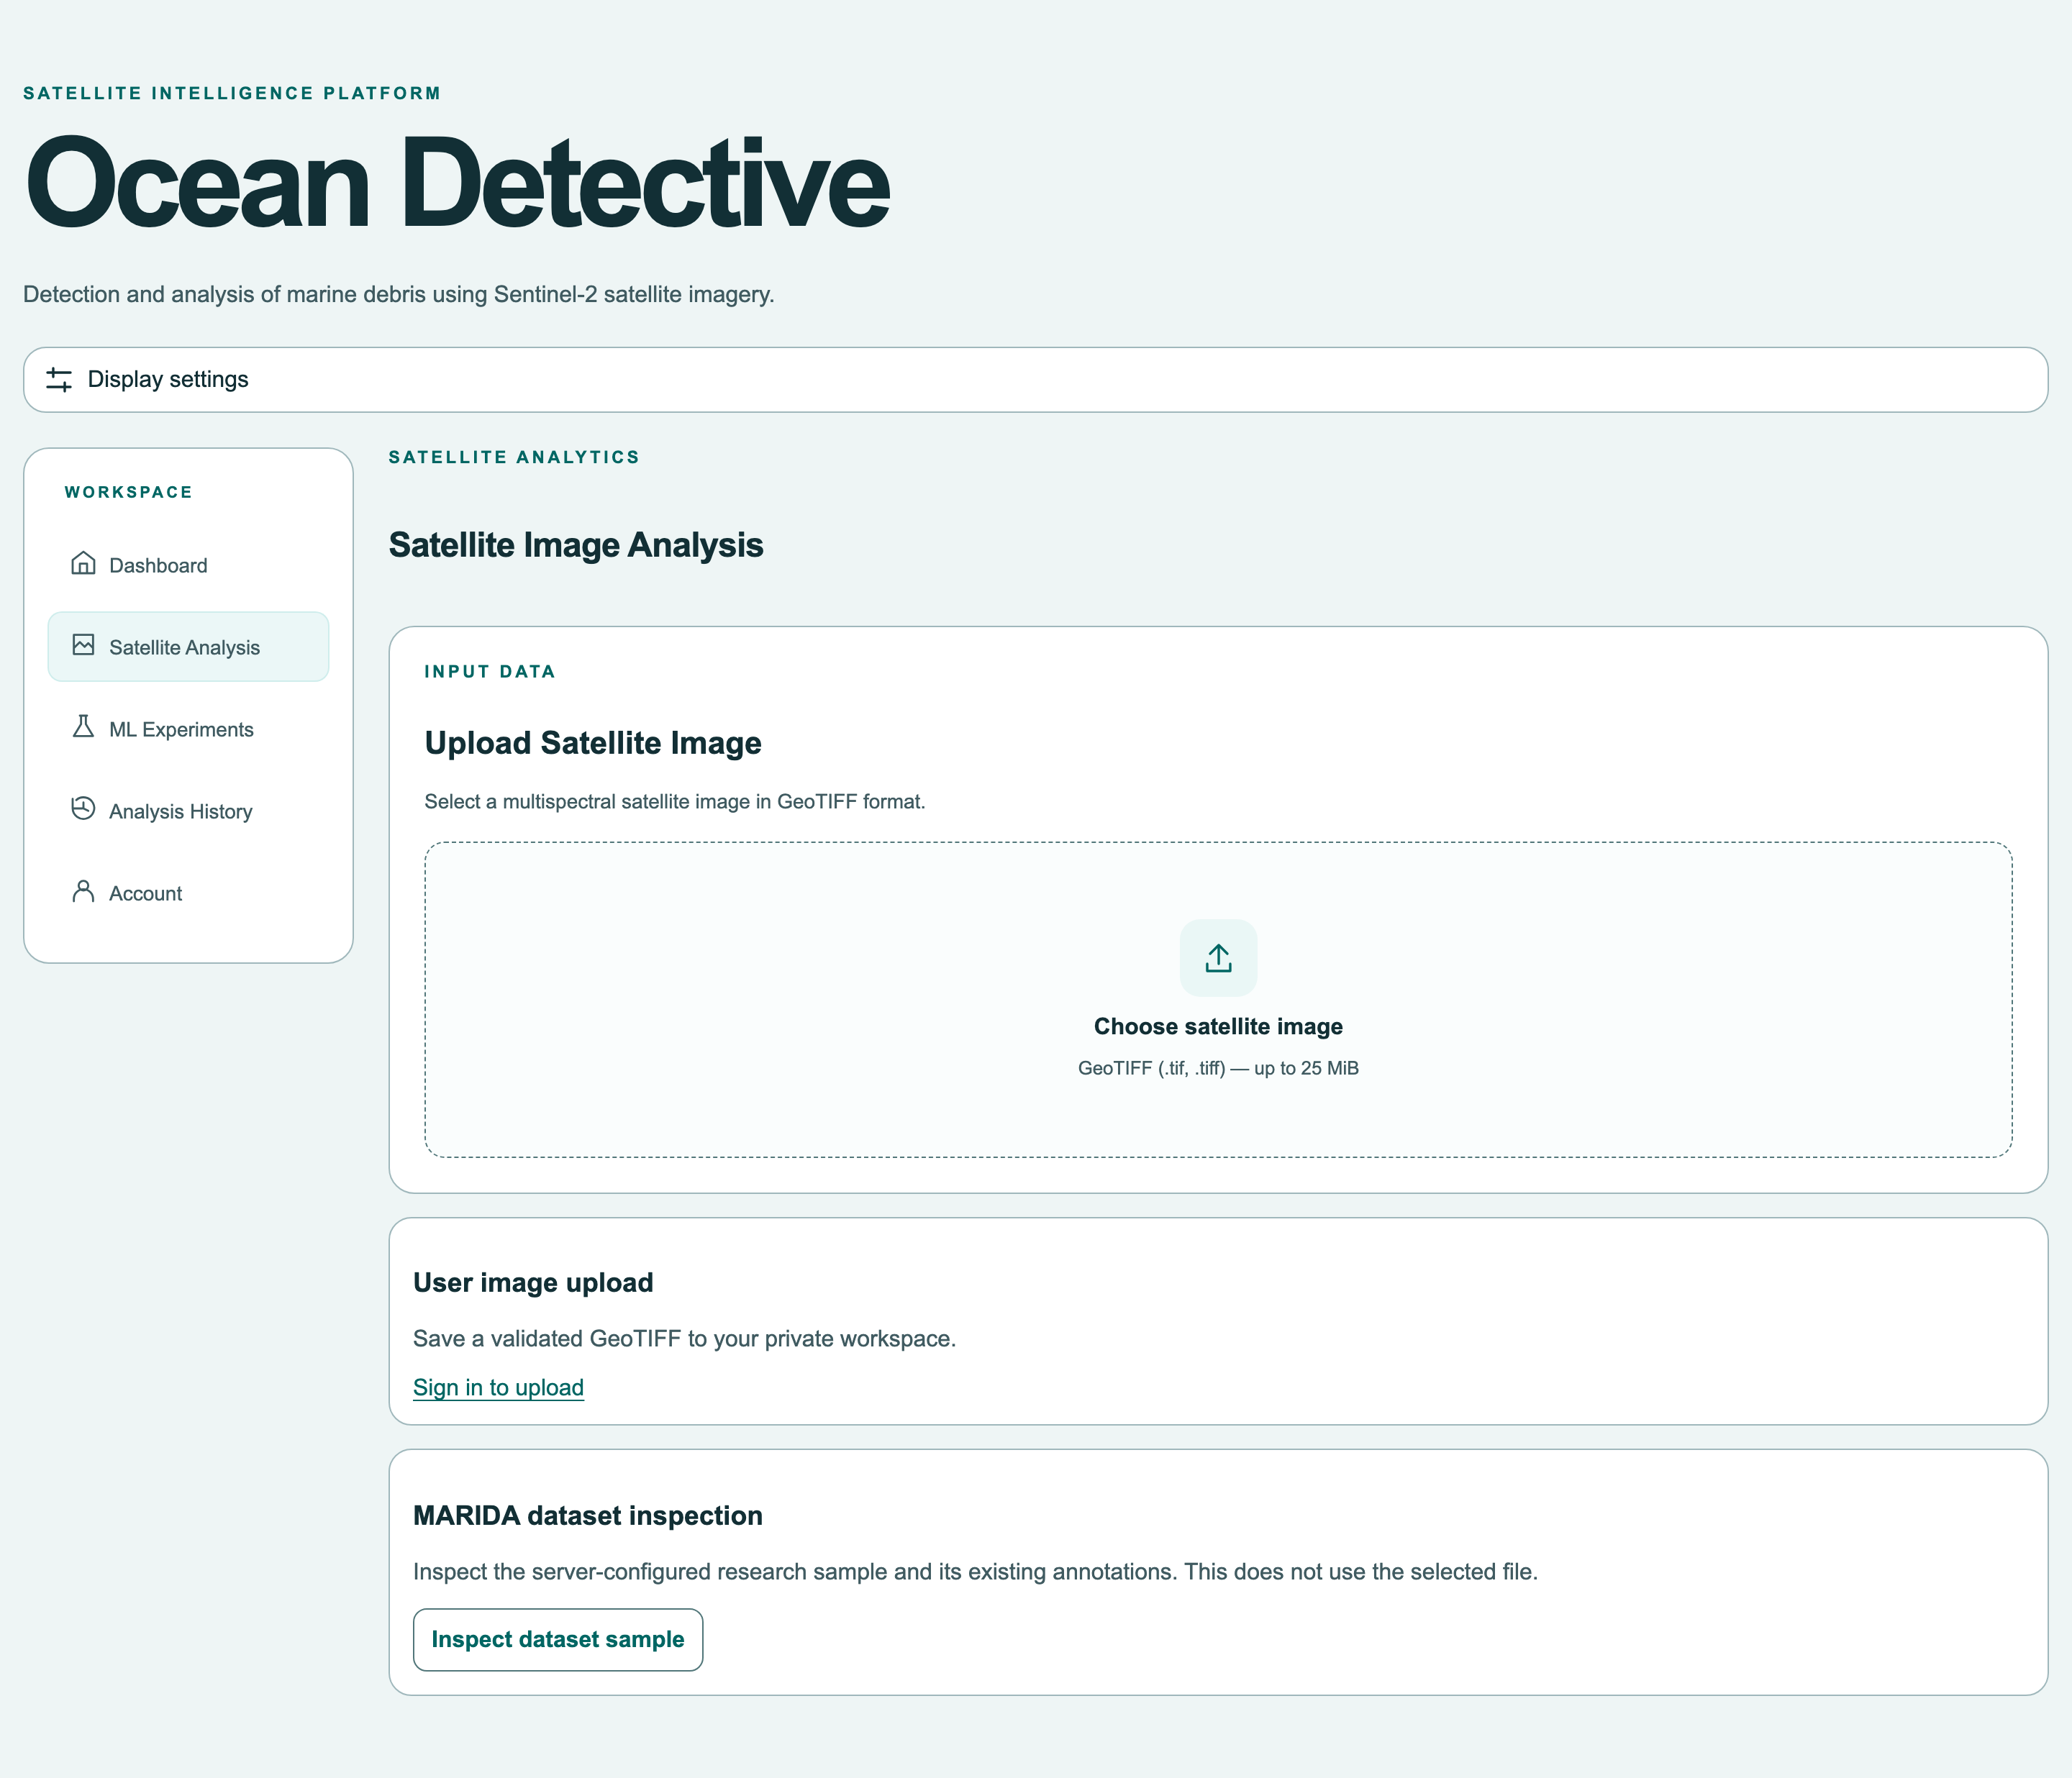 SATELLITE INTELLIGENCE PLATFORM
Ocean Detective
Detection and analysis of marine debris using Sentinel-2 satellite imagery.
Display settings
WORKSPACE
Dashboard
Satellite Analysis
ML Experiments
Analysis History
Account
SATELLITE ANALYTICS
Satellite Image Analysis
INPUT DATA
Upload Satellite Image
Select a multispectral satellite image in GeoTIFF format.
Choose satellite image
GeoTIFF (.tif, .tiff) — up to 25 MiB
User image upload
Save a validated GeoTIFF to your private workspace.
Sign in to upload
MARIDA dataset inspection
Inspect the server-configured research sample and its existing annotations. This does not use the selected file.
Inspect dataset sample